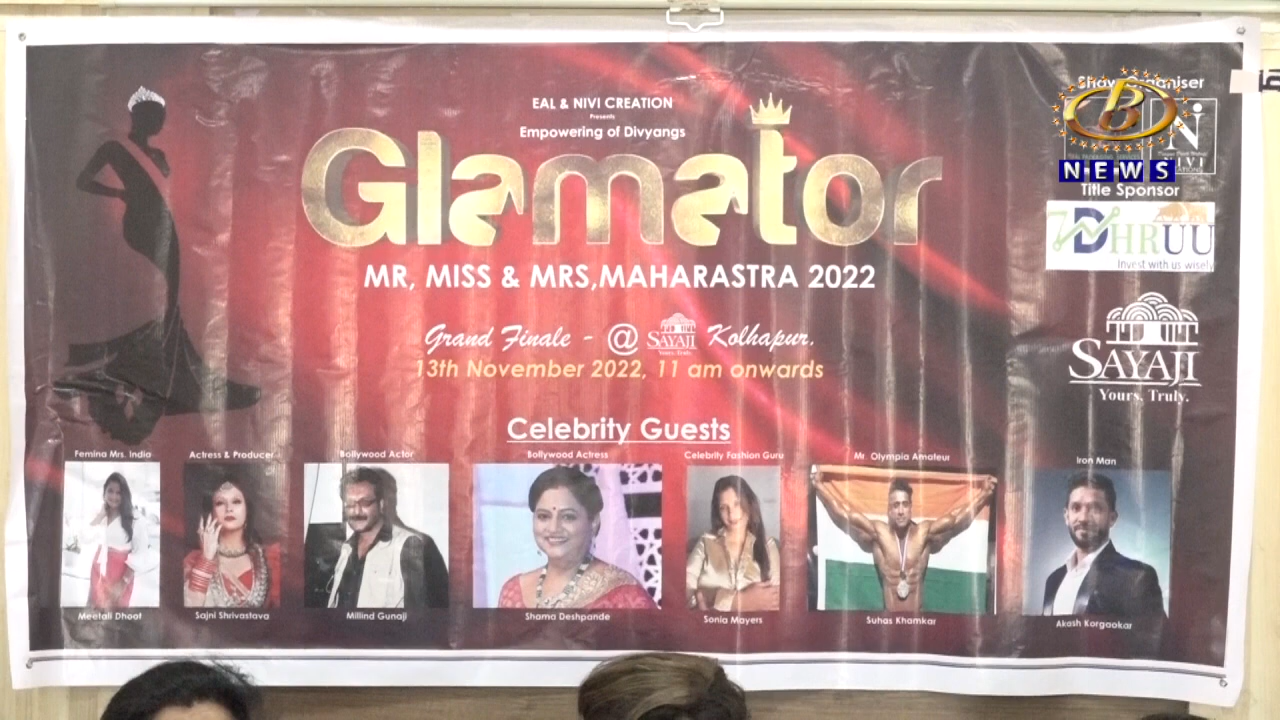 EAL & NIVI CREATION
Presents
Empowering of Divyangs
Glamator
MR, MISS & MRS,MAHARASTRA 2022
Grand Finale - @ SAYAJI Kolhapur.
Yours, Truly.
13th November 2022, 11 am onwards
Show Organiser
B
N
NIVI
NEWS
Title Sponsor
DHRUU
Invest with us wisely
SAYAJI
Yours, Truly.
Celebrity Guests
Femina Mrs. India
Actress & Producer
Bollywood Actor
Bollywood Actress
Celebrity Fashion Guru
Mr. Olympia Amateur
Iron Man
Meetali Dhoot
Sajni Shrivastava
Millind Gunaji
Shama Deshpande
Sonia Mayers
Suhas Khamkar
Akash Korgaokar